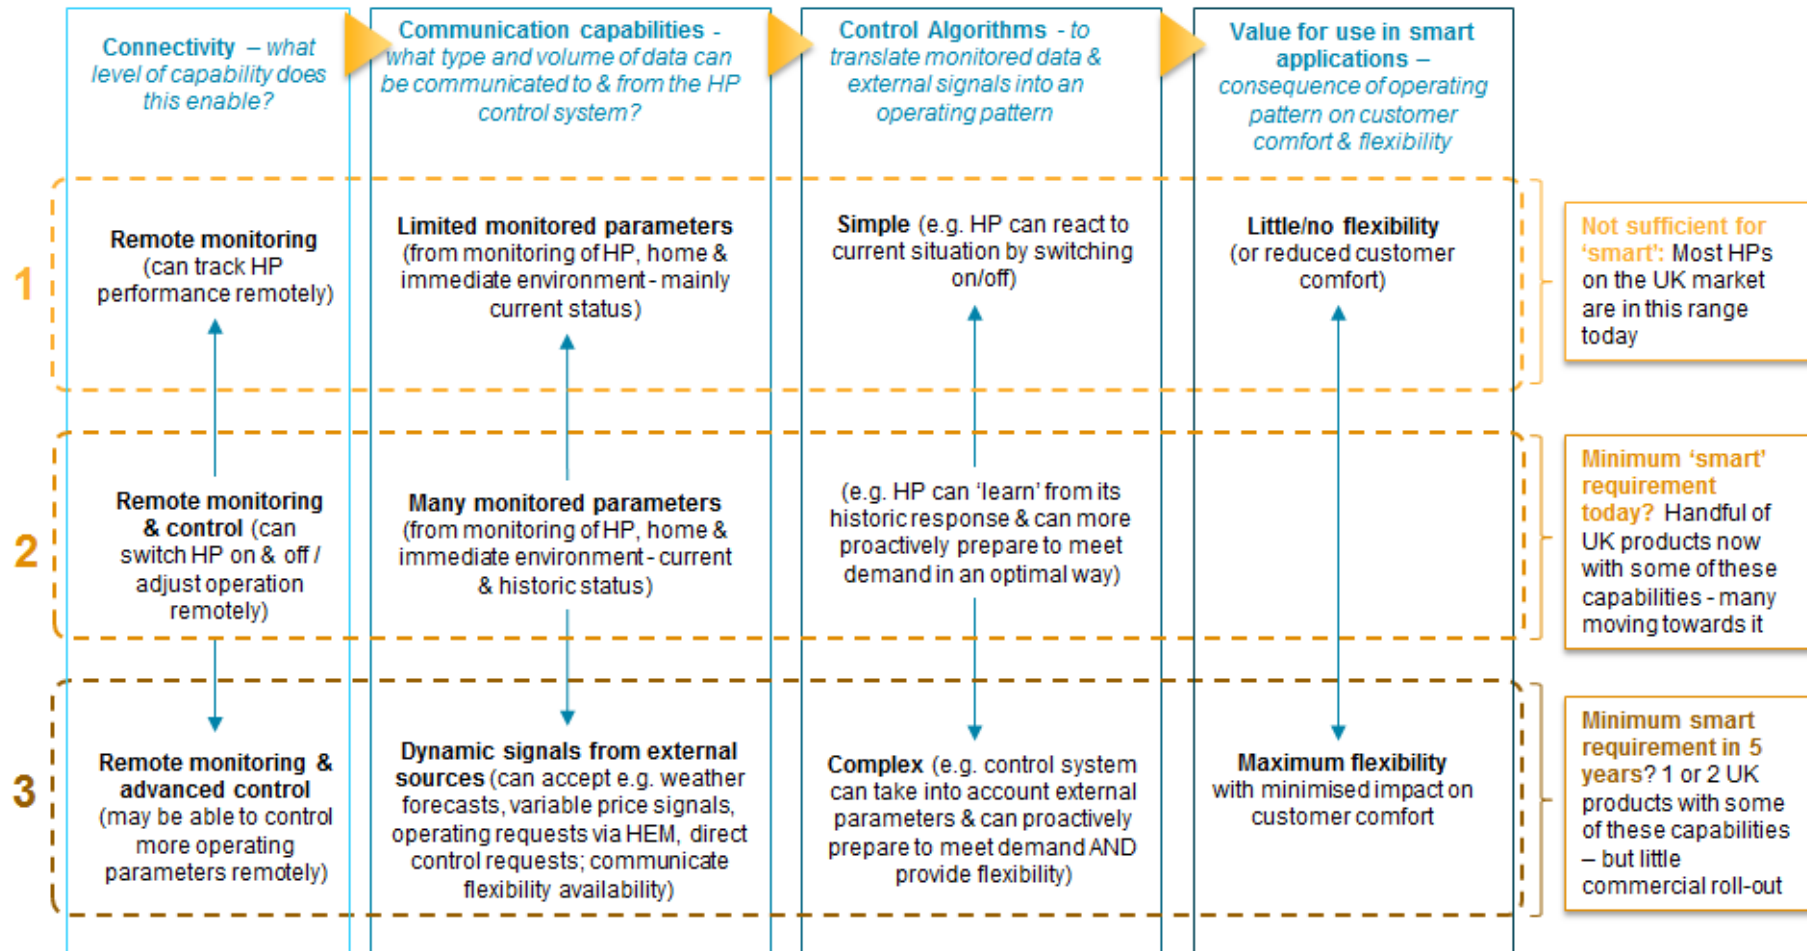 Connectivity – what
level of capability does
this enable?
Communication capabilities -
what type and volume of data can
be communicated to & from the HP
control system?
Control Algorithms - to
translate monitored data &
external signals into an
operating pattern
Value for use in smart
applications –
consequence of operating
pattern on customer
comfort & flexibility
1
Remote monitoring
(can track HP
performance remotely)
Limited monitored parameters
(from monitoring of HP, home &
immediate environment - mainly
current status)
Simple (e.g. HP can react to
current situation by switching
on/off)
Little/no flexibility
(or reduced customer
comfort)
Not sufficient for
‘smart’: Most HPs
on the UK market
are in this range
today
2
Remote monitoring
& control (can
switch HP on & off /
adjust operation
remotely)
Many monitored parameters
(from monitoring of HP, home &
immediate environment - current
& historic status)
(e.g. HP can ‘learn’ from its
historic response & can more
proactively prepare to meet
demand in an optimal way)
Minimum ‘smart’
requirement
today? Handful of
UK products now
with some of these
capabilities - many
moving towards it
3
Remote monitoring &
advanced control
(may be able to control
more operating
parameters remotely)
Dynamic signals from external
sources (can accept e.g. weather
forecasts, variable price signals,
operating requests via HEM, direct
control requests; communicate
flexibility availability)
Complex (e.g. control system
can take into account external
parameters & can proactively
prepare to meet demand AND
provide flexibility)
Maximum flexibility
with minimised impact on
customer comfort
Minimum smart
requirement in 5
years? 1 or 2 UK
products with some
of these capabilities
– but little
commercial roll-out